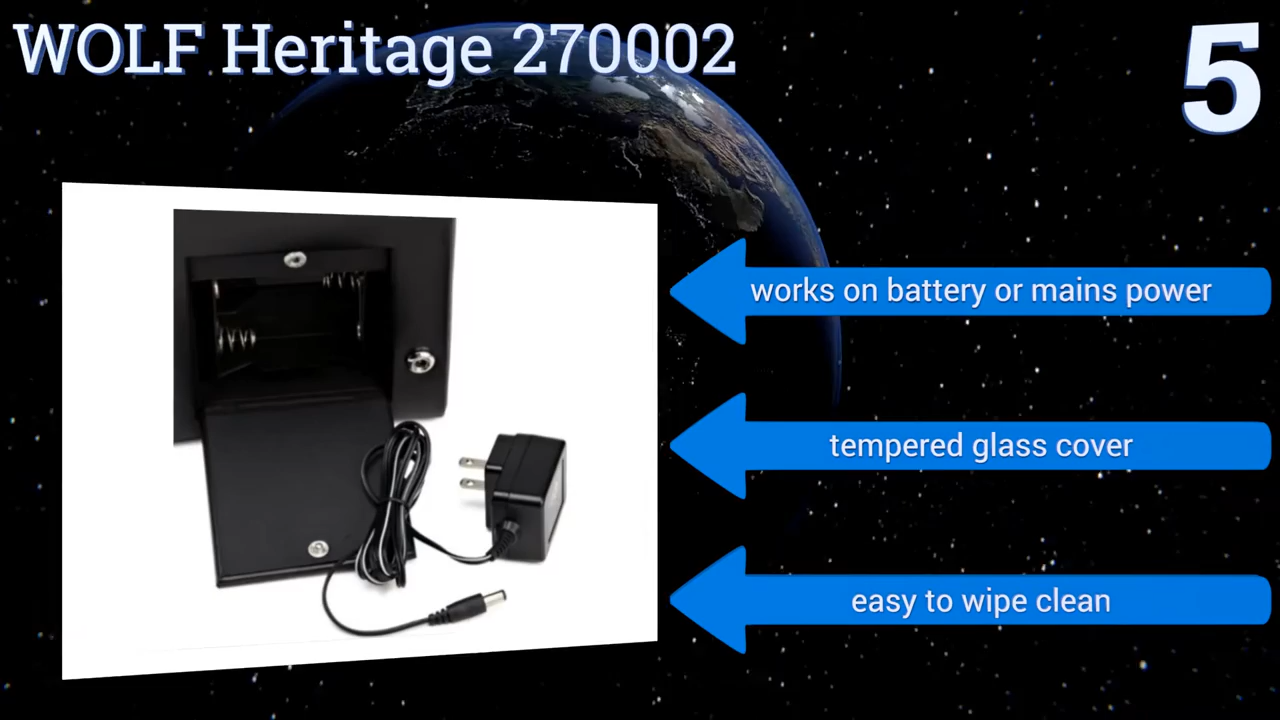 WOLF Heritage 270002
5
works on battery or mains power
tempered glass cover
easy to wipe clean